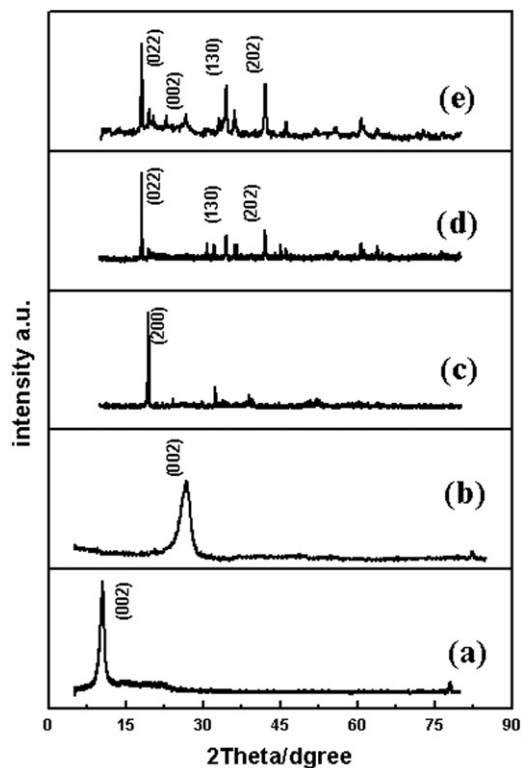 (022)
(002)
(130)
(202)
(e)
(022)
(130)
(202)
(d)
(200)
(c)
(002)
(b)
(002)
(a)
intensity a.u.
0 15 30 45 60 75 90
2Theta/dgree